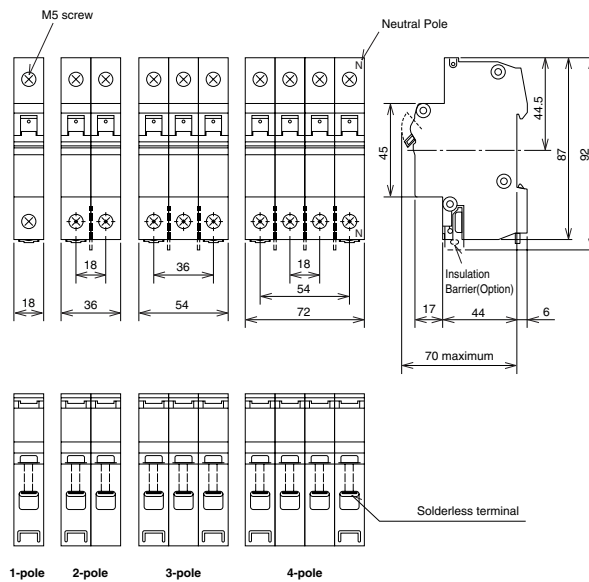 M5 screw
Neutral Pole
N
44.5
45
87
92
N
18
36
18
Insulation
Barrier(Option)
54
18
36
54
72
17
44
6
70 maximum
Solderless terminal
1-pole
2-pole
3-pole
4-pole